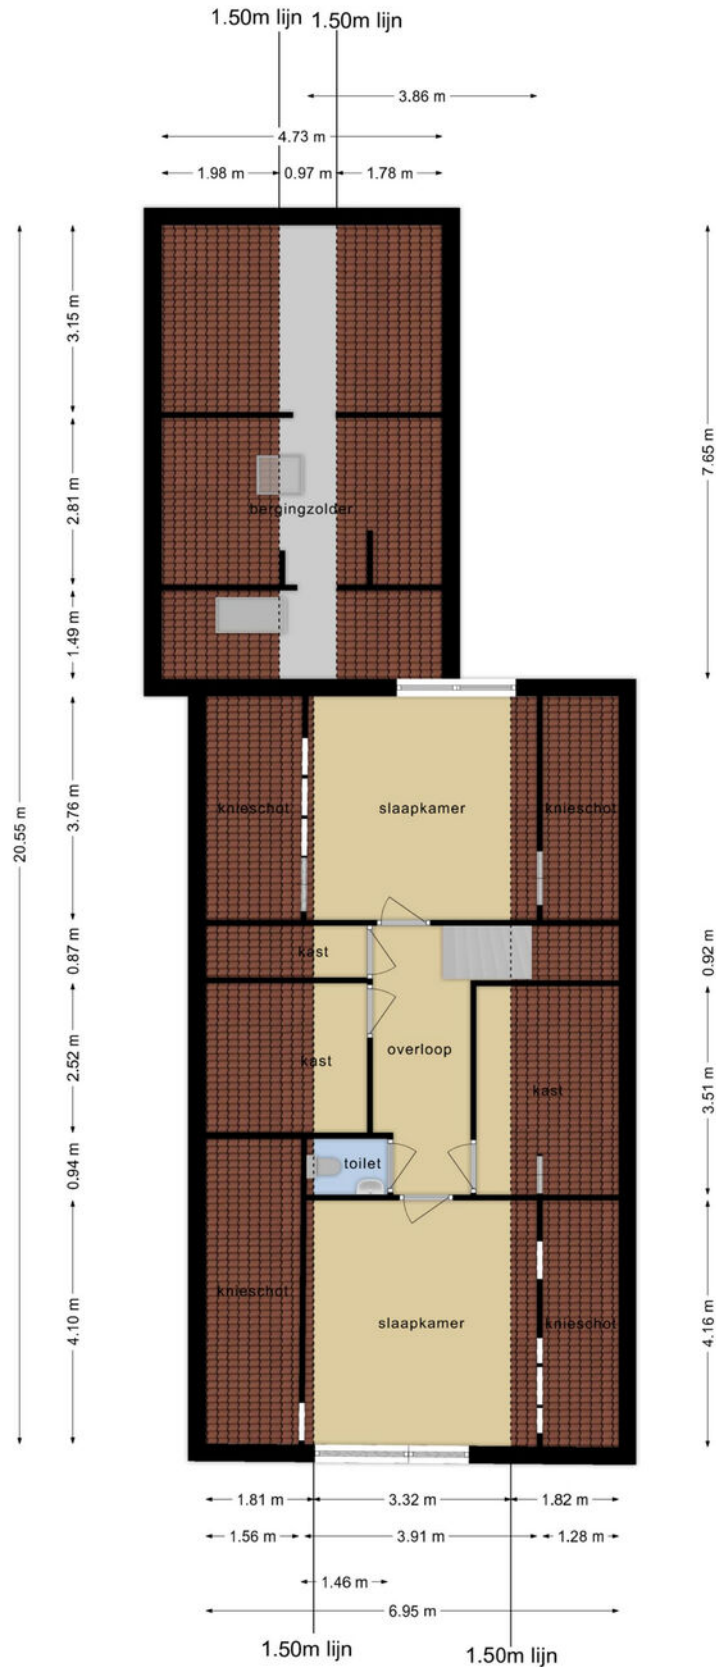 1.50m lijn 1.50m lijn
3.86 m
4.73 m
1.98 m 0.97 m 1.78 m
3.15 m
2.81 m
1.49 m
7.65 m
bergingzolder
20.55 m
3.76 m
knieschot slaapkamer knieschot
0.87 m
kast
0.92 m
2.52 m
kast overloop kast
3.51 m
0.94 m
toilet
4.10 m
knieschot slaapkamer knieschot
4.16 m
1.81 m 3.32 m 1.82 m
1.56 m 3.91 m 1.28 m
1.46 m
6.95 m
1.50m lijn 1.50m lijn